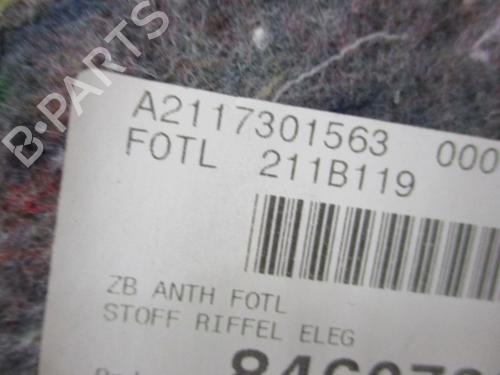 B-PARTS
A2117301563 000
FOTL 211B119
ZB ANTH FOTL
STOFF RIFFEL ELEG